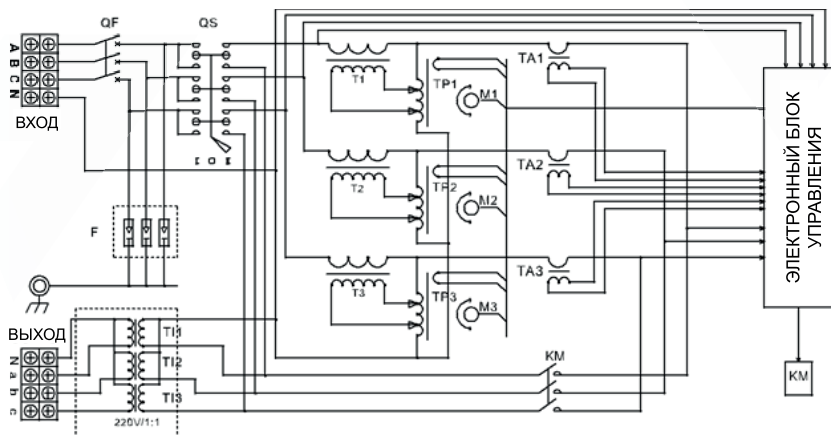 QF
QS
A
B
C
N
ВХОД
T1
TP1
M1
TA1
T2
TP2
M2
TA2
T3
TP3
M3
TA3
ЭЛЕКТРОННЫЙ БЛОК
УПРАВЛЕНИЯ
F
ВЫХОД
N
a
b
c
TI1
TI2
TI3
220V/1:1
KM
KM